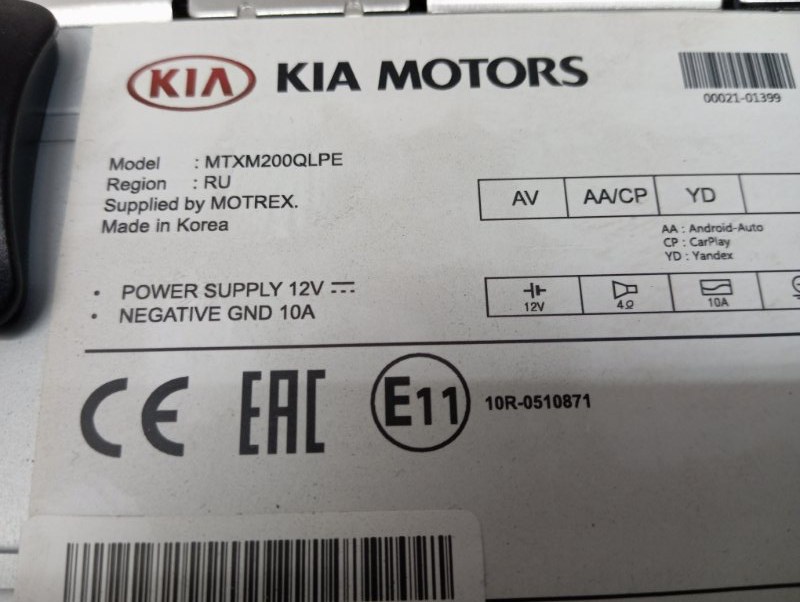 KIA KIA MOTORS
00021-01399
Model : MTXM200QLPE
Region : RU
Supplied by MOTREX.
Made in Korea
AV AA/CP YD
AA : Android-Auto
CP : CarPlay
YD : Yandex
• POWER SUPPLY 12V
• NEGATIVE GND 10A
12V 4Ω 10A
CE EAC E11 10R-0510871